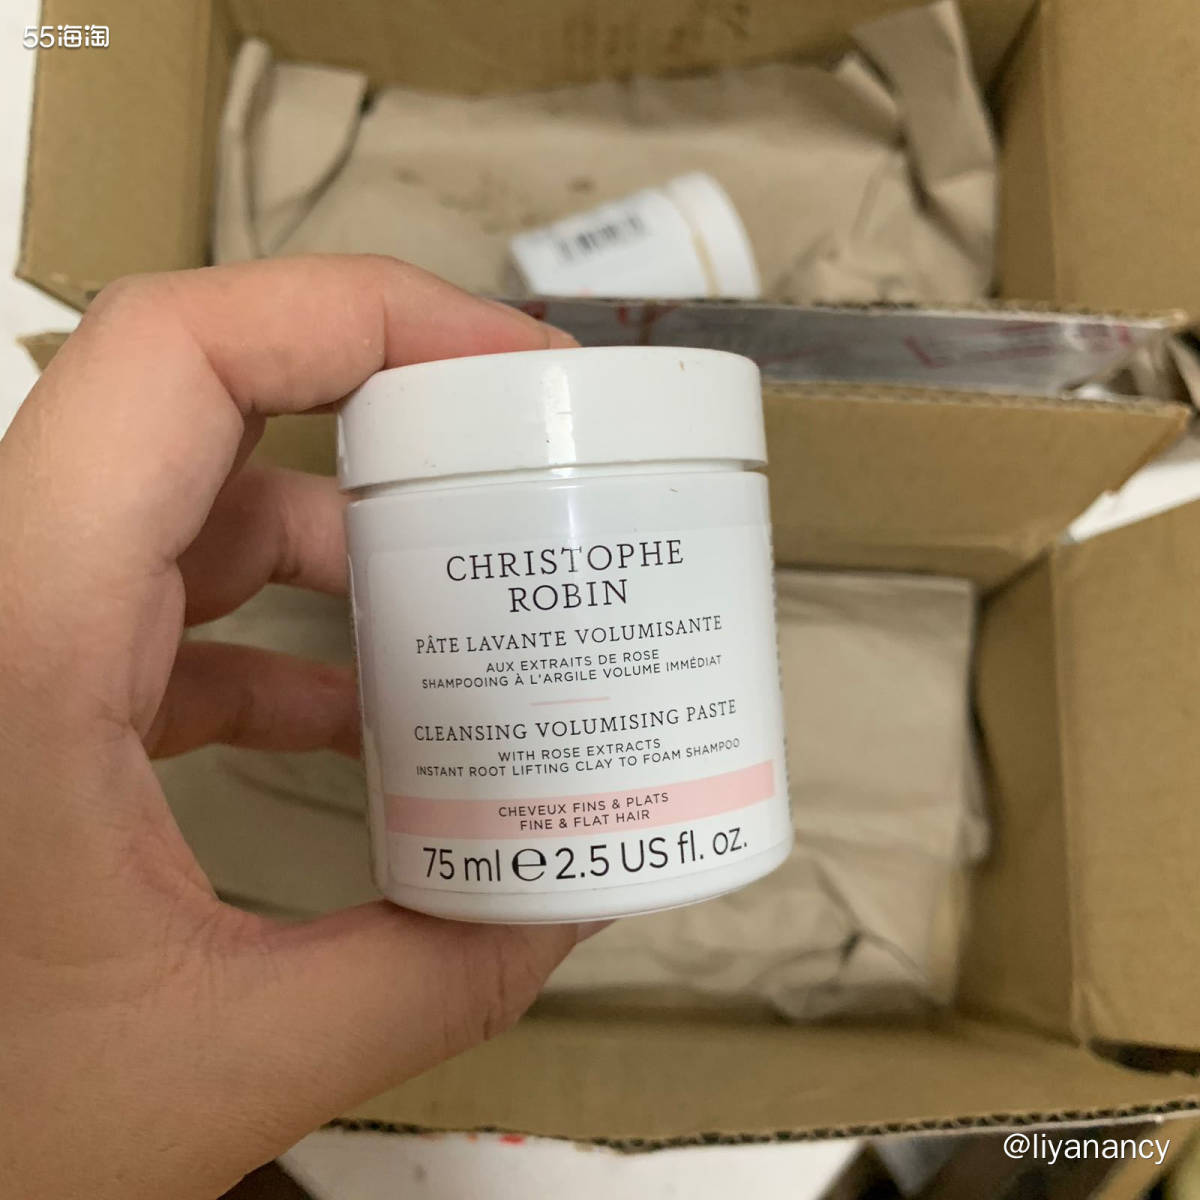 55海淘
CHRISTOPHE
ROBIN
PÂTE LAVANTE VOLUMISANTE
AUX EXTRAITS DE ROSE
SHAMPOOING À L'ARGILE VOLUME IMMÉDIAT
CLEANSING VOLUMISING PASTE
WITH ROSE EXTRACTS
INSTANT ROOT LIFTING CLAY TO FOAM SHAMPOO
CHEVEUX FINS & PLATS
FINE & FLAT HAIR
75 ml ℮ 2.5 US fl. oz.
@liyanancy